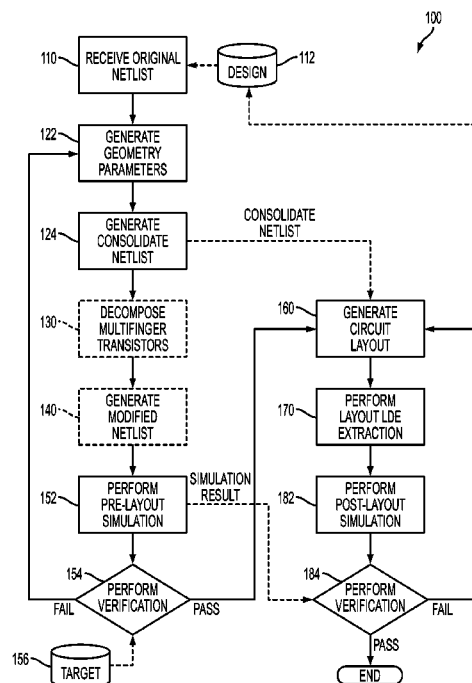 100
110
RECEIVE ORIGINAL
NETLIST
DESIGN
112
122
GENERATE
GEOMETRY
PARAMETERS
124
GENERATE
CONSOLIDATE
NETLIST
CONSOLIDATE
NETLIST
130
DECOMPOSE
MULTIFINGER
TRANSISTORS
160
GENERATE
CIRCUIT
LAYOUT
140
GENERATE
MODIFIED
NETLIST
170
PERFORM
LAYOUT LDE
EXTRACTION
152
PERFORM
PRE-LAYOUT
SIMULATION
SIMULATION
RESULT
182
PERFORM
POST-LAYOUT
SIMULATION
154
PERFORM
VERIFICATION
FAIL
PASS
184
PERFORM
VERIFICATION
FAIL
PASS
156
TARGET
END